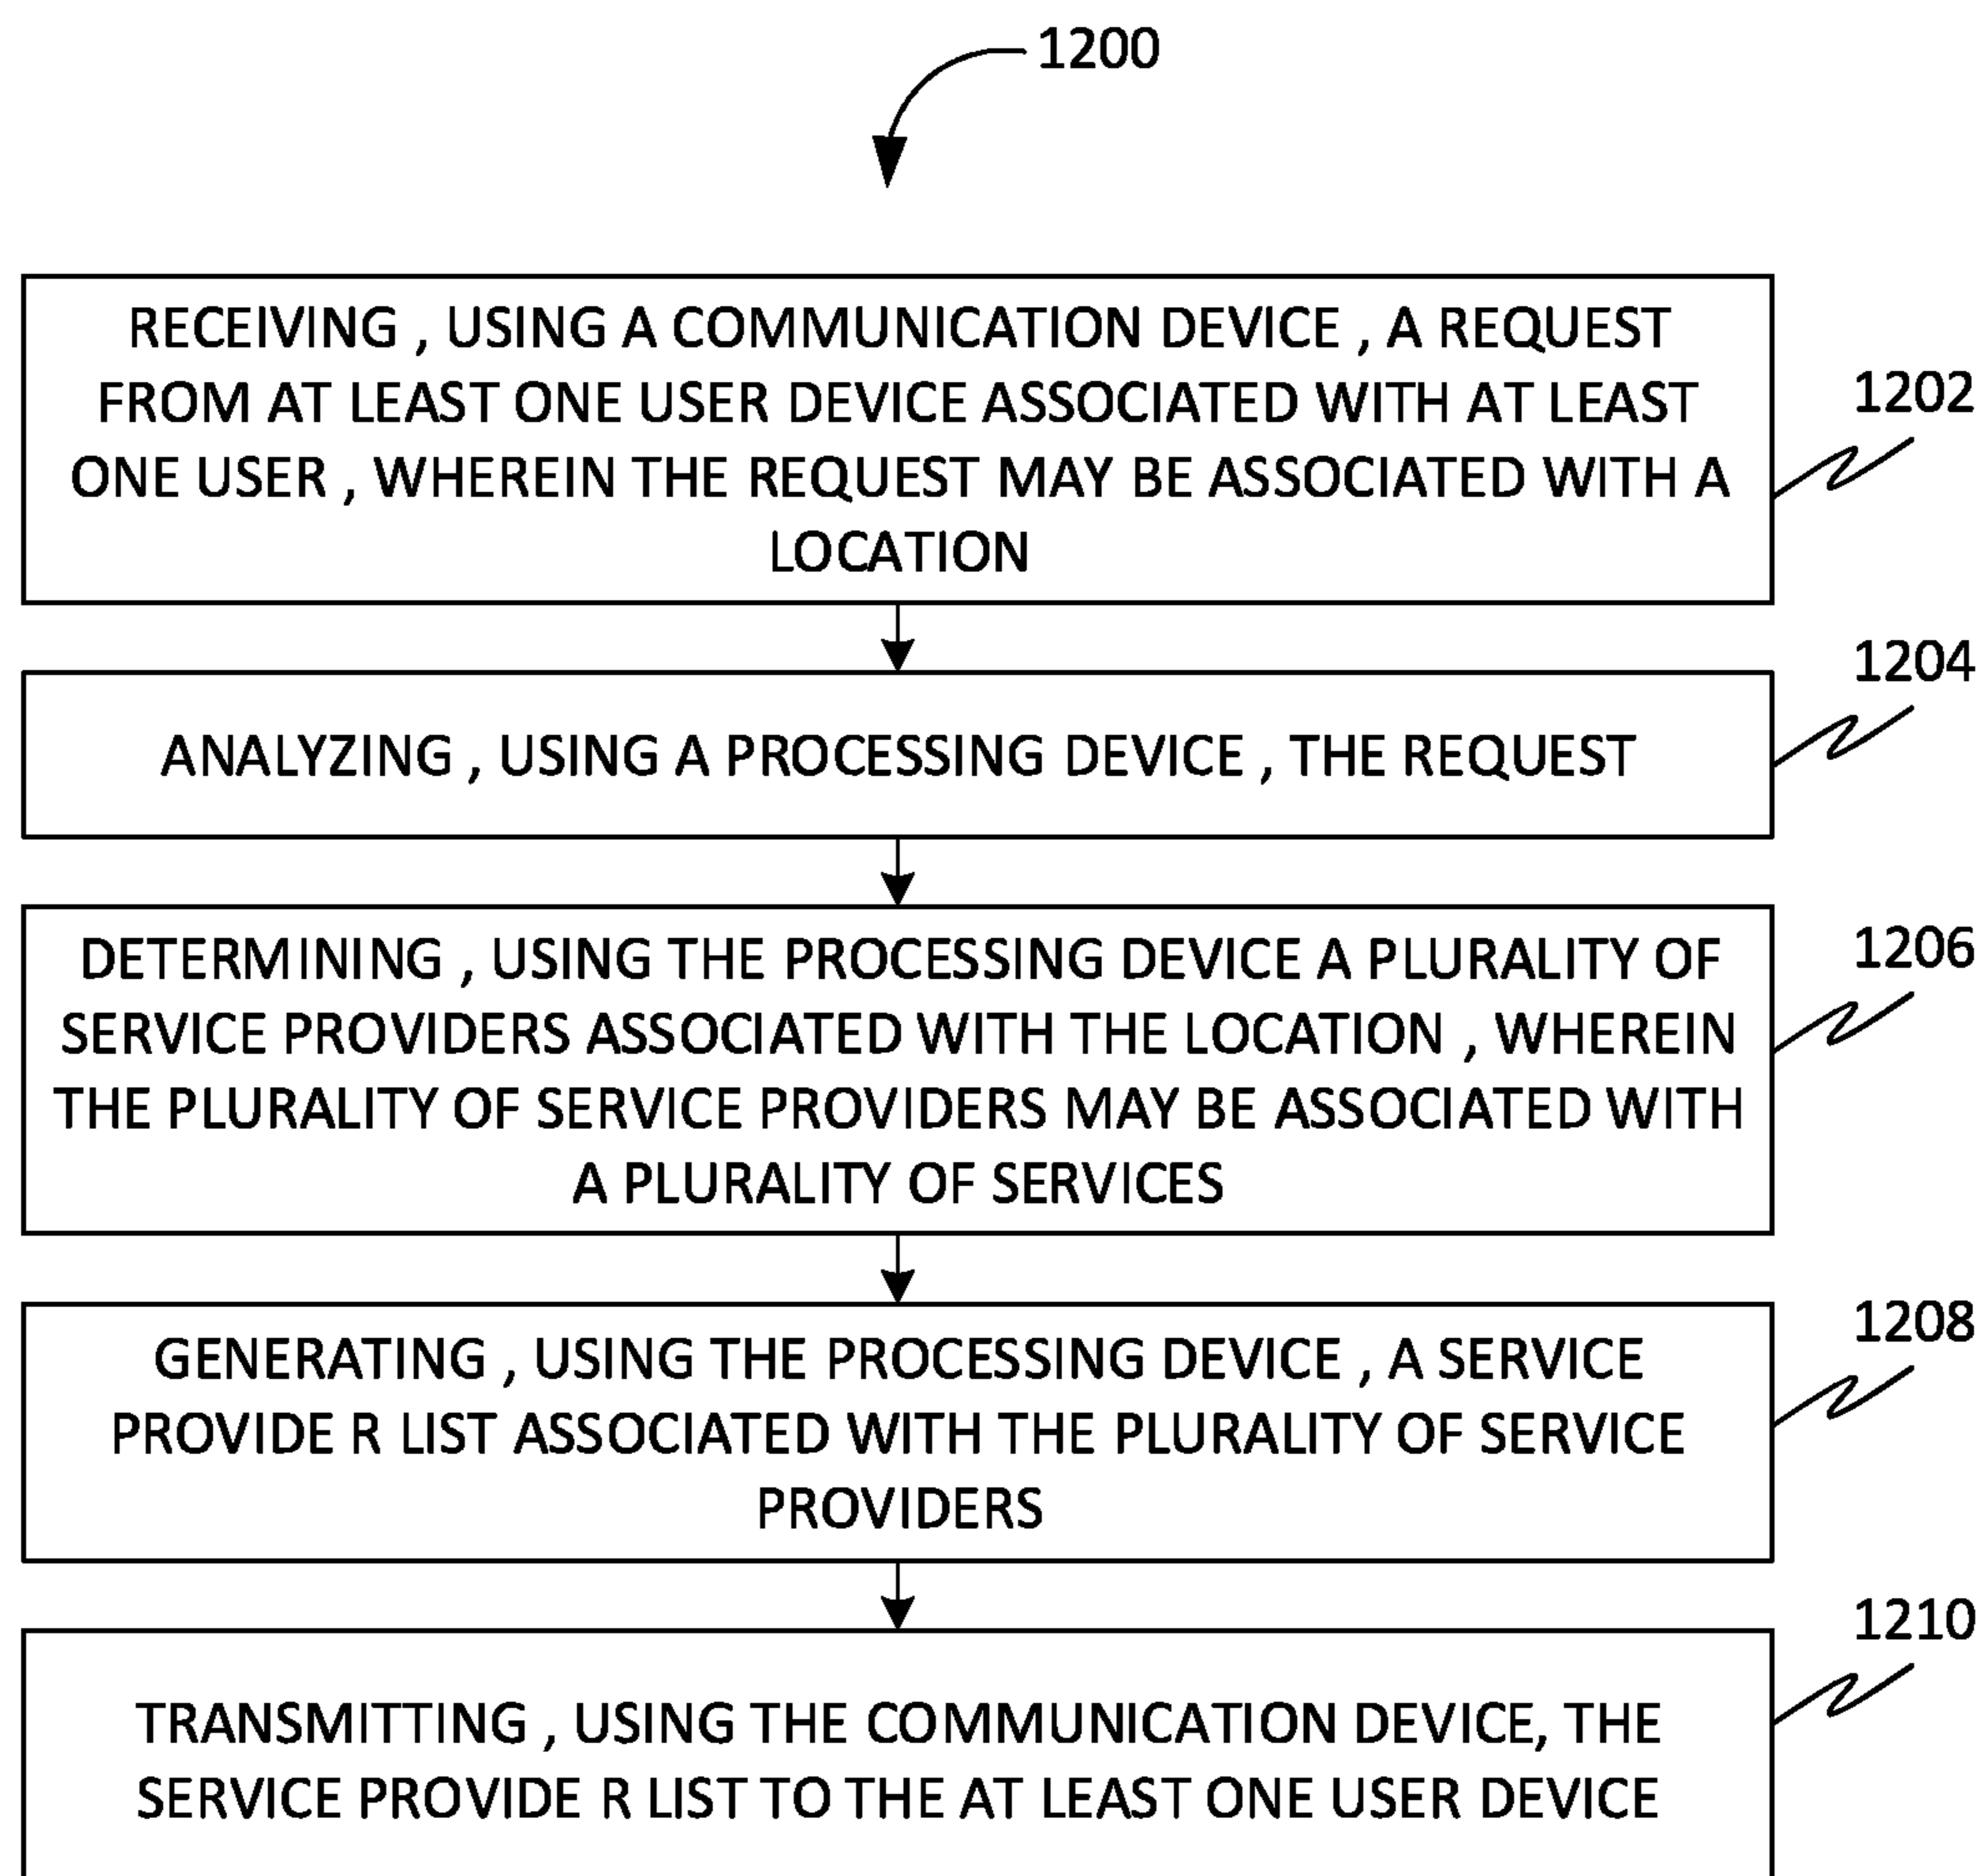 1200
RECEIVING , USING A COMMUNICATION DEVICE , A REQUEST
FROM AT LEAST ONE USER DEVICE ASSOCIATED WITH AT LEAST
ONE USER , WHEREIN THE REQUEST MAY BE ASSOCIATED WITH A
LOCATION
1202
ANALYZING , USING A PROCESSING DEVICE , THE REQUEST
1204
DETERMINING , USING THE PROCESSING DEVICE A PLURALITY OF
SERVICE PROVIDERS ASSOCIATED WITH THE LOCATION , WHEREIN
THE PLURALITY OF SERVICE PROVIDERS MAY BE ASSOCIATED WITH
A PLURALITY OF SERVICES
1206
GENERATING , USING THE PROCESSING DEVICE , A SERVICE
PROVIDE R LIST ASSOCIATED WITH THE PLURALITY OF SERVICE
PROVIDERS
1208
TRANSMITTING , USING THE COMMUNICATION DEVICE, THE
SERVICE PROVIDE R LIST TO THE AT LEAST ONE USER DEVICE
1210